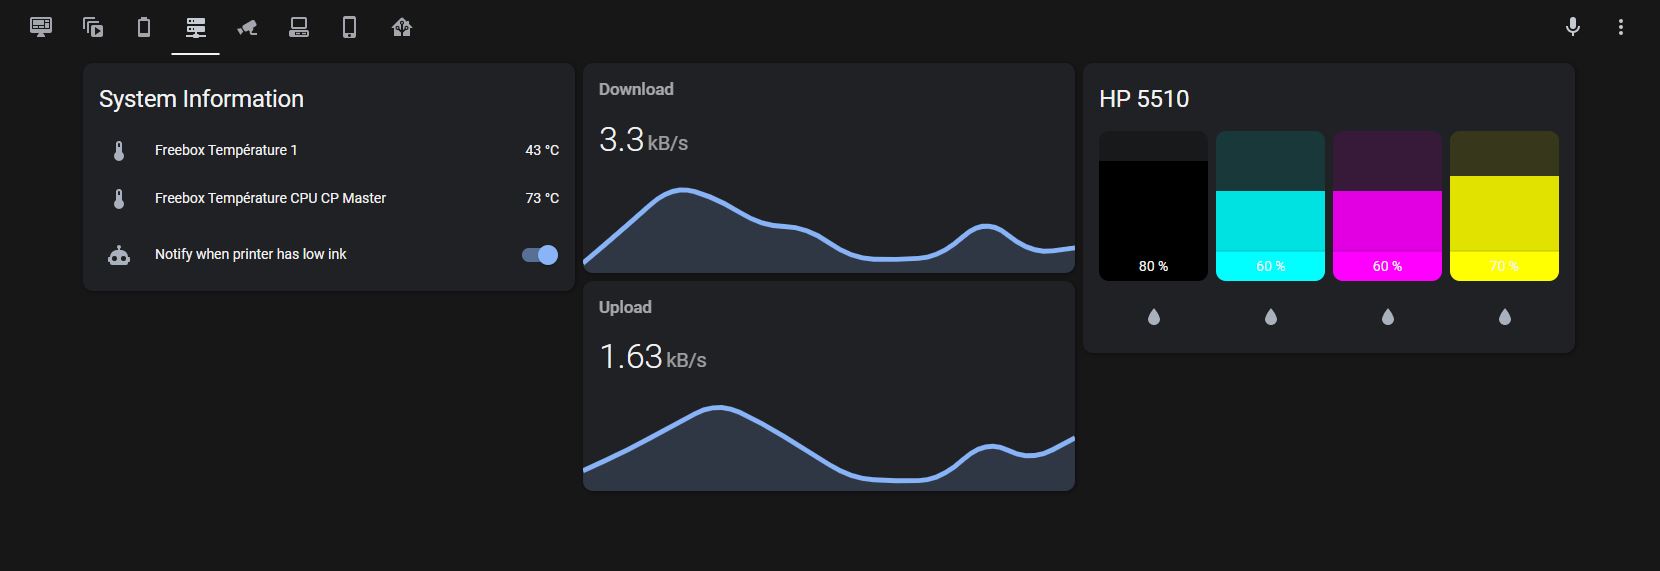 System Information
Freebox Température 1 43 °C
Freebox Température CPU CP Master 73 °C
Notify when printer has low ink
Download
3.3 kB/s
Upload
1.63 kB/s
HP 5510
80 % 60 % 60 % 70 %